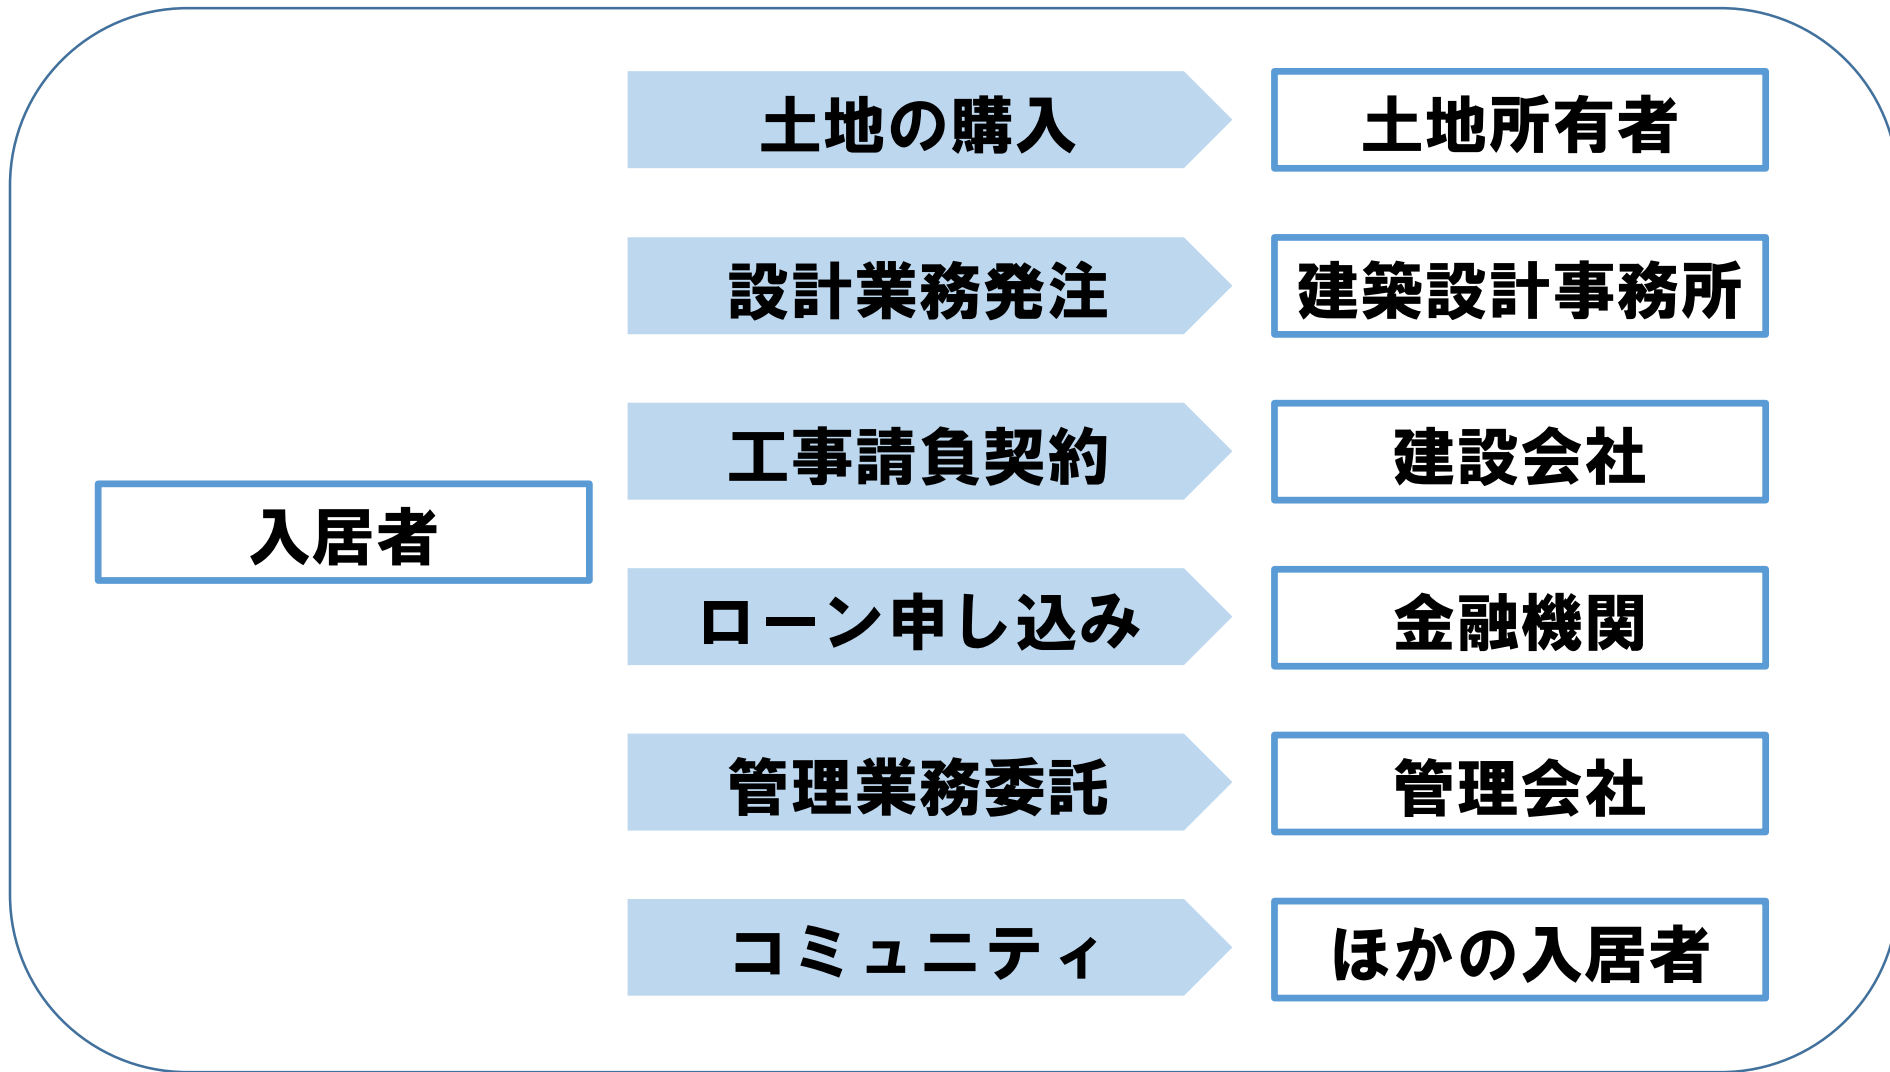 土地の購入
土地所有者
設計業務発注
建築設計事務所
工事請負契約
建設会社
入居者
ローン申し込み
金融機関
管理業務委託
管理会社
コミュニティ
ほかの入居者